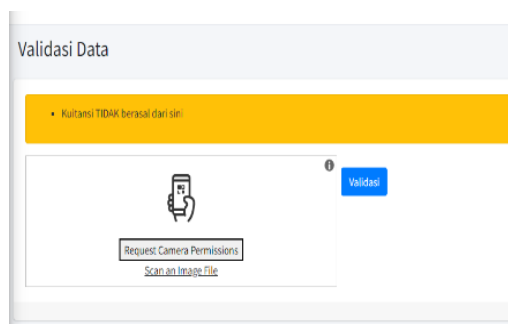 Validasi Data
Kuitansi TIDAK berasal dari sini
Validasi
Request Camera Permissions
Scan an Image File